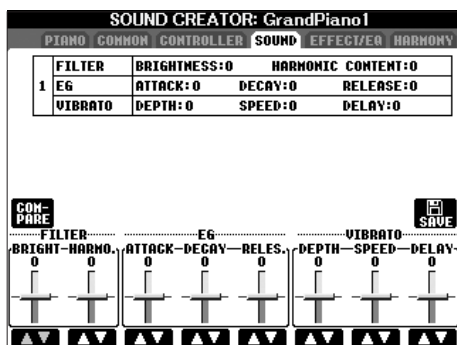 SOUND CREATOR: GrandPiano1
PIANO COMMON CONTROLLER SOUND EFFECT/EQ HARMONY
FILTER BRIGHTNESS:0 HARMONIC CONTENT:0
1 EG ATTACK:0 DECAY:0 RELEASE:0
VIBRATO DEPTH:0 SPEED:0 DELAY:0
COM-
PARE
SAVE
FILTER EG VIBRATO
BRIGHT HARMO. ATTACK DECAY RELES. DEPTH SPEED DELAY
0 0 0 0 0 0 0 0